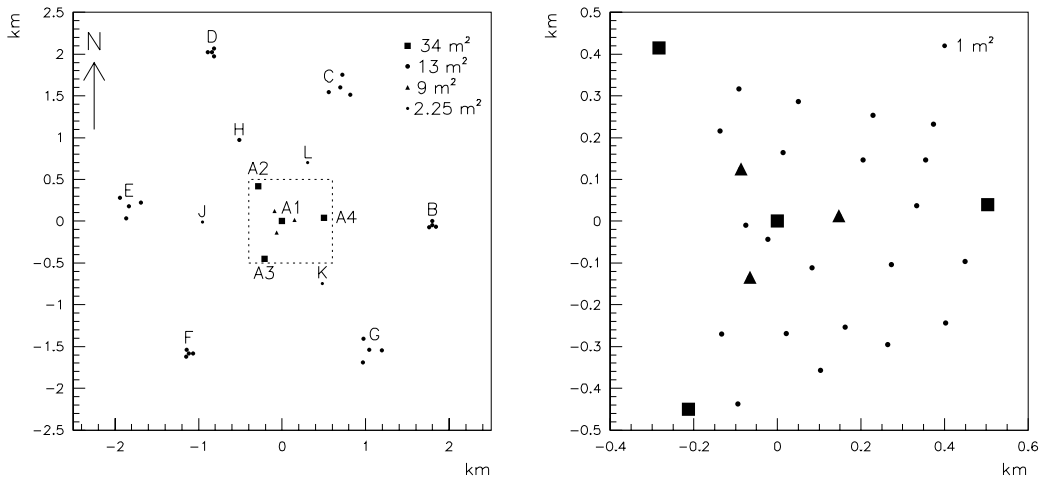 km
2.5
2
1.5
1
0.5
0
-0.5
-1
-1.5
-2
-2.5
-2
-1
0
1
2
km
N
D
C
H
L
A2
E
J
A1
A4
B
A3
K
F
G
34 m²
13 m²
9 m²
2.25 m²
km
0.5
0.4
0.3
0.2
0.1
0
-0.1
-0.2
-0.3
-0.4
-0.5
-0.4
-0.2
0
0.2
0.4
0.6
km
1 m²